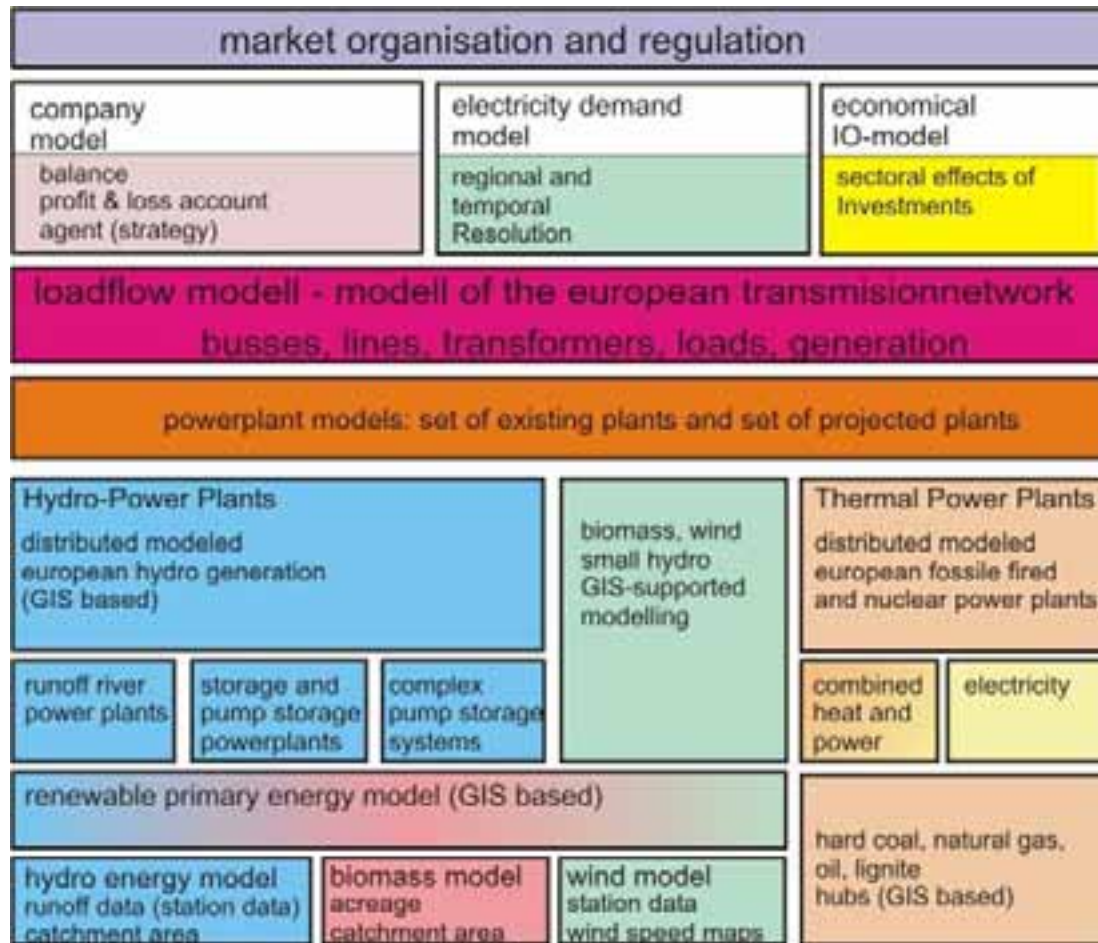 market organisation and regulation
company
model
balance
profit & loss account
agent (strategy)
electricity demand
model
regional and
temporal
Resolution
economical
IO-model
sectoral effects of
Investments
loadflow modell - modell of the european transmisionnetwork
busses, lines, transformers, loads, generation
powerplant models: set of existing plants and set of projected plants
Hydro-Power Plants
distributed modeled
european hydro generation
(GIS based)
biomass, wind
small hydro
GIS-supported
modelling
Thermal Power Plants
distributed modeled
european fossile fired
and nuclear power plants
runoff river
power plants
storage and
pump storage
powerplants
complex
pump storage
systems
combined
heat and
power
electricity
renewable primary energy model (GIS based)
hard coal, natural gas,
oil, lignite
hubs (GIS based)
hydro energy model
runoff data (station data)
catchment area
biomass model
acreage
catchment area
wind model
station data
wind speed maps